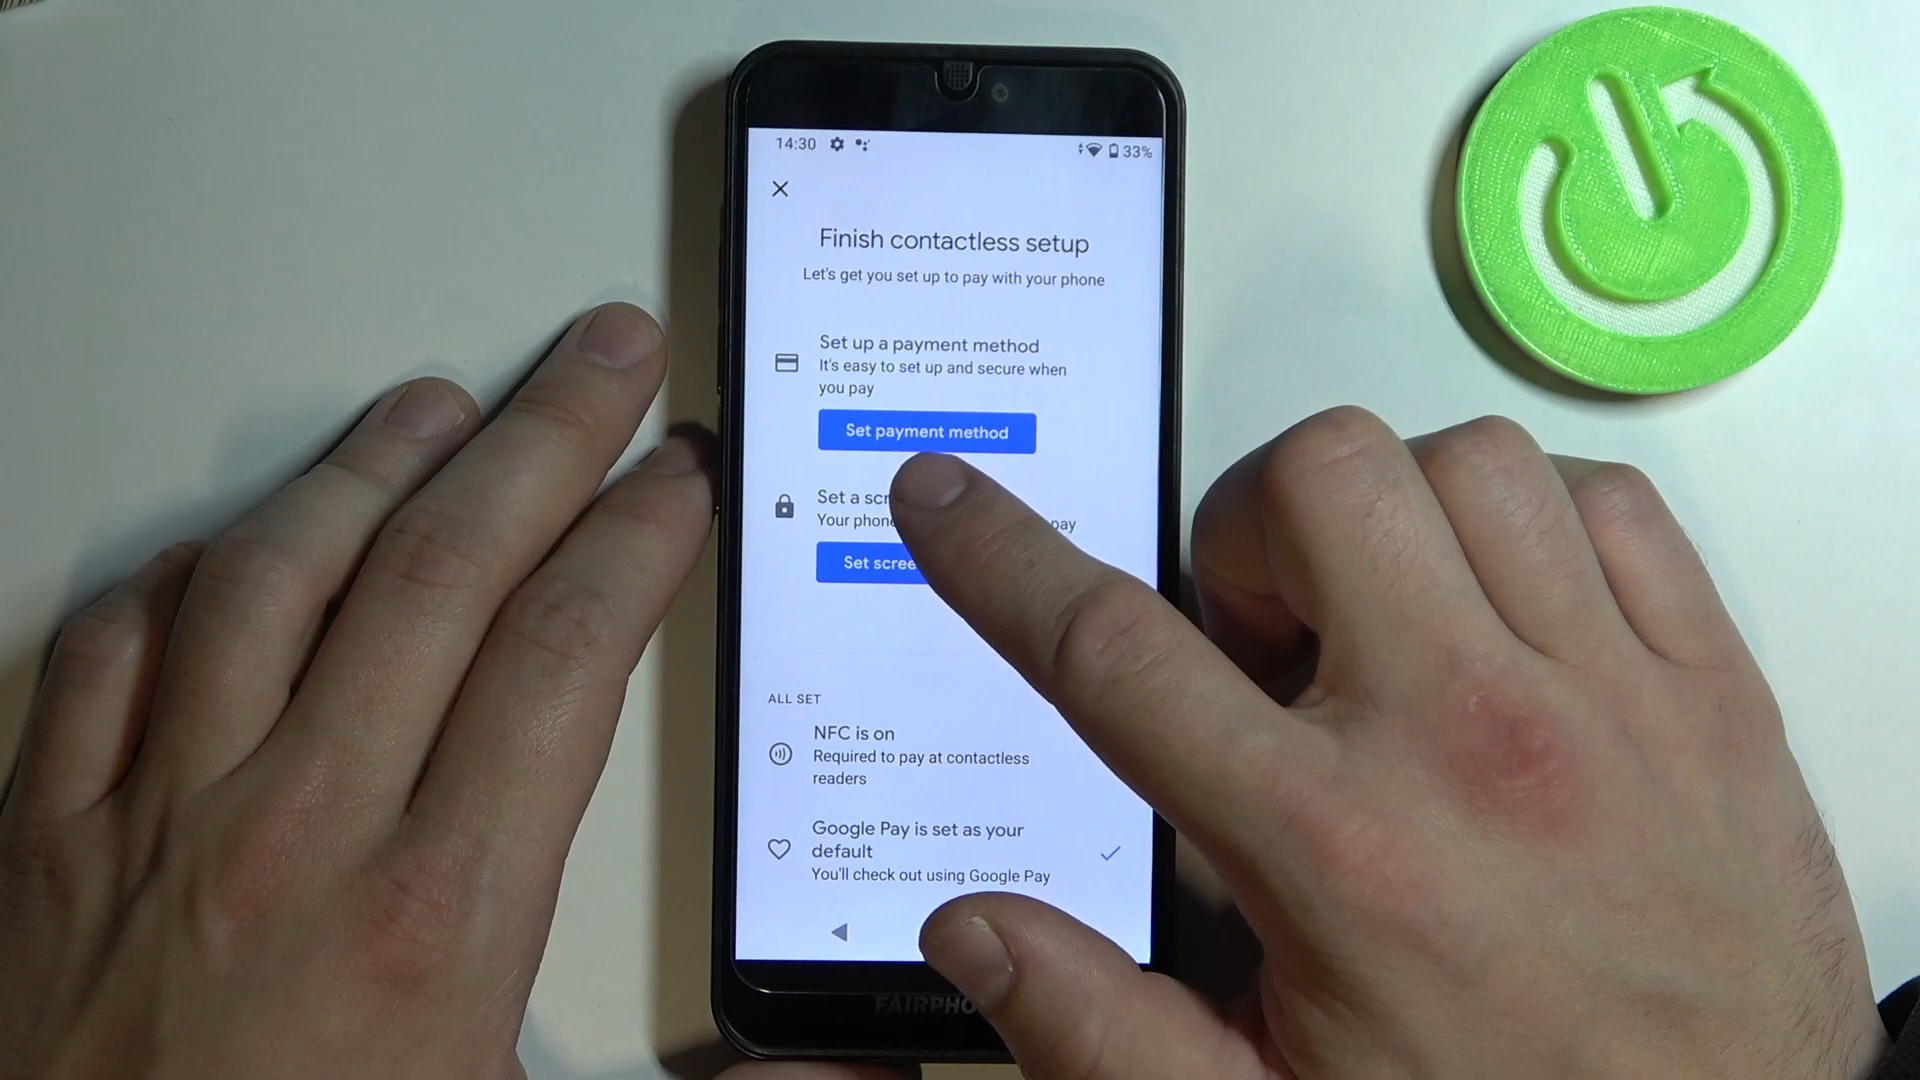 14:30 33%
Finish contactless setup
Let's get you set up to pay with your phone
Set up a payment method
It's easy to set up and secure when
you pay
Set payment method
Set a scr
Your phone pay
Set scree
ALL SET
NFC is on
Required to pay at contactless
readers
Google Pay is set as your
default
You'll check out using Google Pay
FAIRPHO